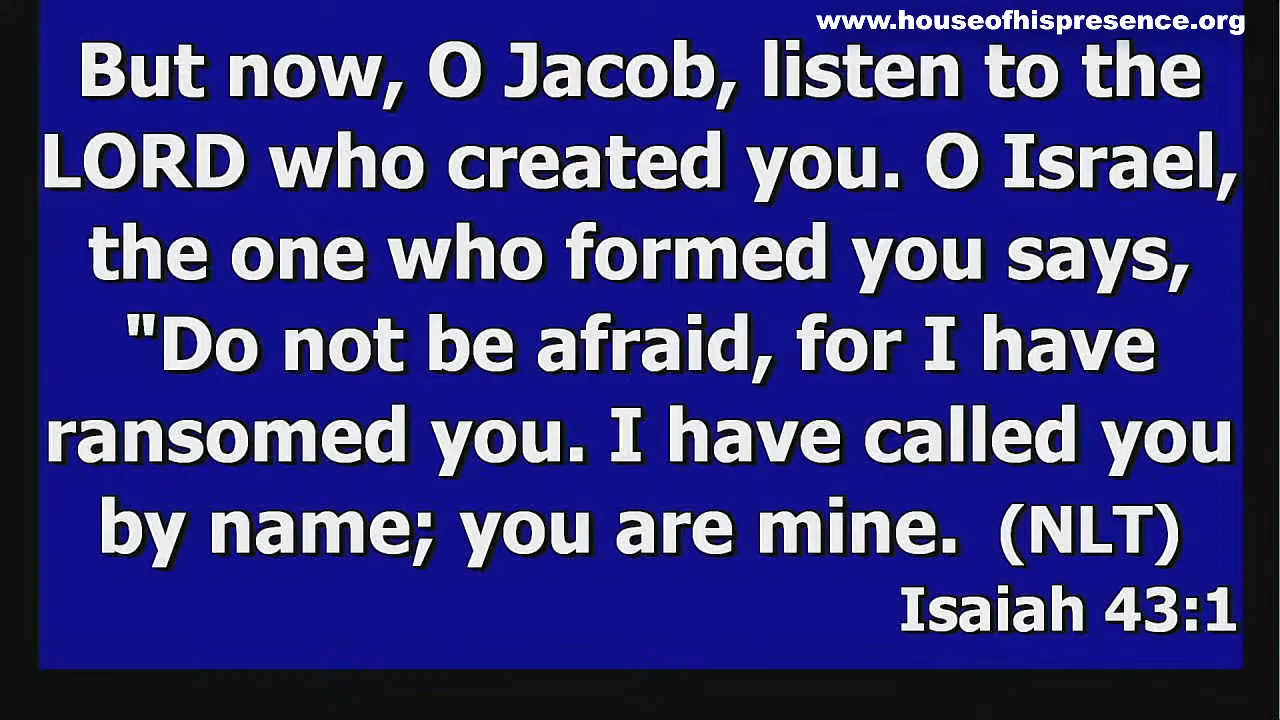 www.houseofhispresence.org
But now, O Jacob, listen to the
LORD who created you. O Israel,
the one who formed you says,
"Do not be afraid, for I have
ransomed you. I have called you
by name; you are mine. (NLT)
Isaiah 43:1